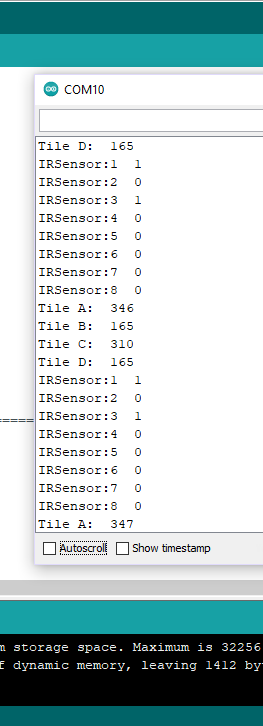 COM10
Tile D:  165
IRSensor:1  1
IRSensor:2  0
IRSensor:3  1
IRSensor:4  0
IRSensor:5  0
IRSensor:6  0
IRSensor:7  0
IRSensor:8  0
Tile A:  346
Tile B:  165
Tile C:  310
Tile D:  165
IRSensor:1  1
IRSensor:2  0
IRSensor:3  1
IRSensor:4  0
IRSensor:5  0
IRSensor:6  0
IRSensor:7  0
IRSensor:8  0
Tile A:  347
Autoscroll Show timestamp
storage space. Maximum is 32256
dynamic memory, leaving 1412